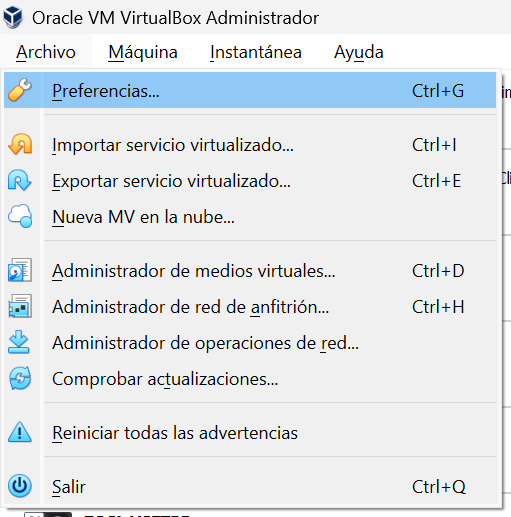 Oracle VM VirtualBox Administrador
Archivo Máquina Instantánea Ayuda
Preferencias... Ctrl+G
Importar servicio virtualizado... Ctrl+I
Exportar servicio virtualizado... Ctrl+E
Nueva MV en la nube...
Administrador de medios virtuales... Ctrl+D
Administrador de red de anfitrión... Ctrl+H
Administrador de operaciones de red...
Comprobar actualizaciones...
Reiniciar todas las advertencias
Salir Ctrl+Q